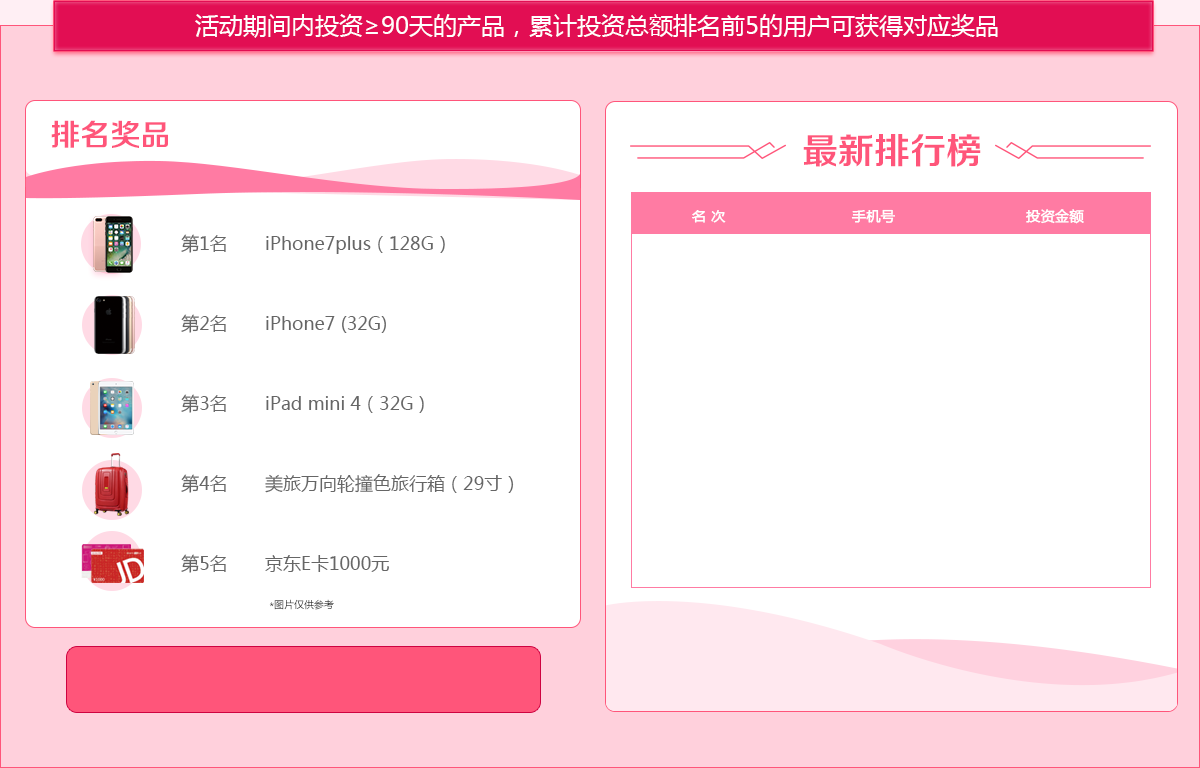 活动期间内投资≥90天的产品，累计投资总额排名前5的用户可获得对应奖品
排名奖品
第1名 iPhone7plus（128G）
第2名 iPhone7 (32G)
第3名 iPad mini 4（32G）
第4名 美旅万向轮撞色旅行箱（29寸）
第5名 京东E卡1000元
*图片仅供参考
最新排行榜
名 次 手机号 投资金额